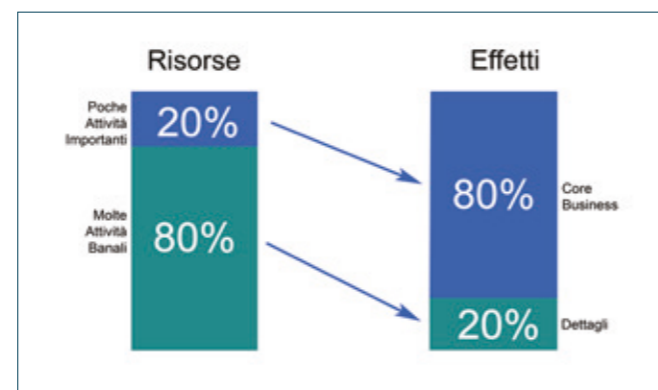 Risorse
Effetti
Poche
Attività
Importanti
20%
Molte
Attività
Banali
80%
80%
Core
Business
20%
Dettagli